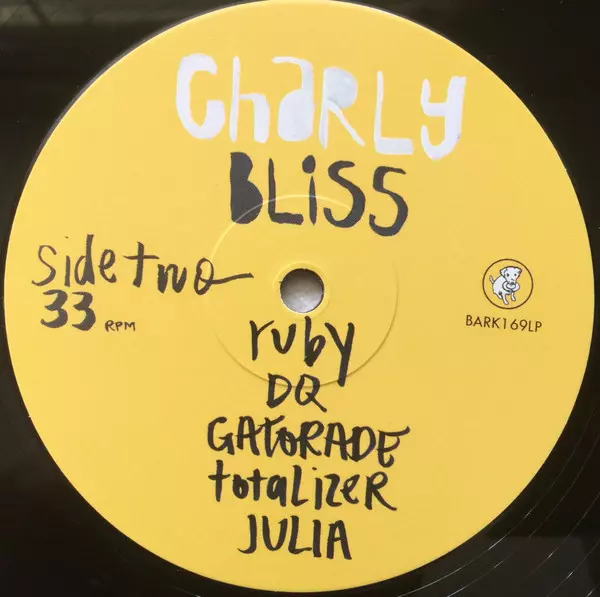 CHARLY
BLiSS
Side two
33 RPM
BARK169LP
ruby
DQ
GATORADE
totalizer
JULIA